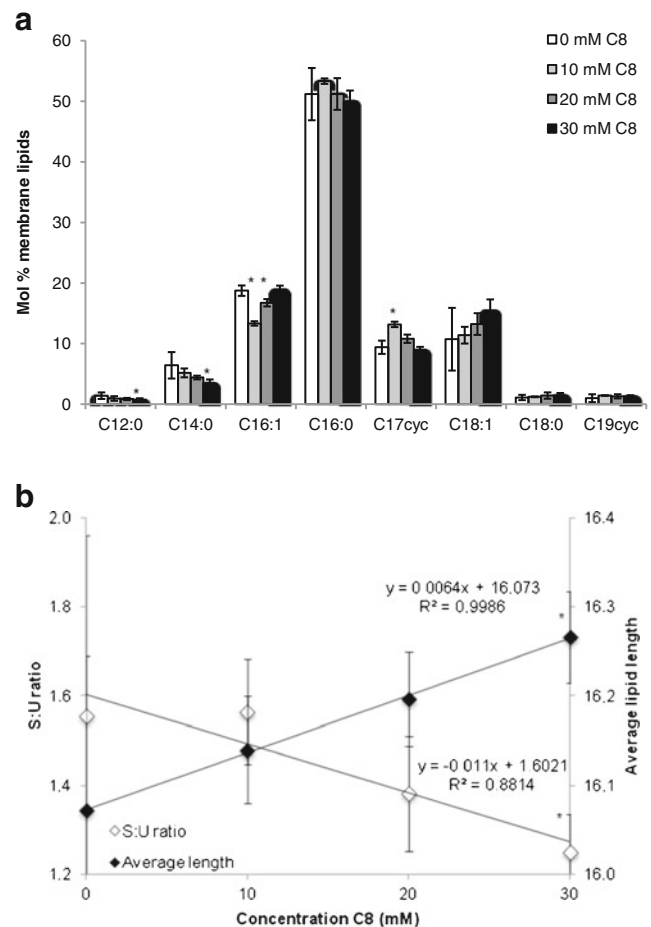 a
60
50
40
30
20
10
0
Mol % membrane lipids
0 mM C8
10 mM C8
20 mM C8
30 mM C8
* * * * * *
C12:0 C14:0 C16:1 C16:0 C17cyc C18:1 C18:0 C19cyc
b
2.0
1.8
1.6
1.4
1.2
S:U ratio
16.4
16.3
16.2
16.1
16.0
Average lipid length
y = 0 0064x + 16.073
R² = 0.9986
*
y = -0 011x + 1 6021
R² = 0.8814
*
S:U ratio
Average length
0 10 20 30
Concentration C8 (mM)